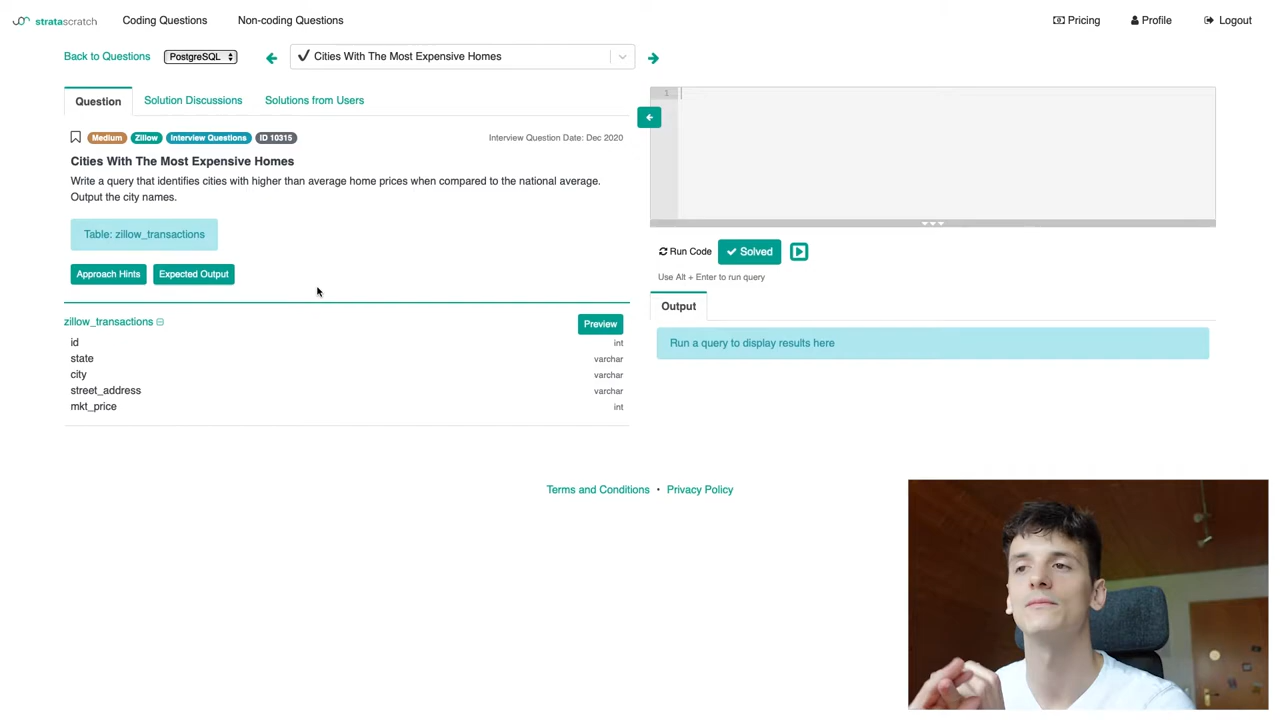 stratascratch Coding Questions Non-coding Questions Pricing Profile Logout
Back to Questions PostgreSQL Cities With The Most Expensive Homes
Question Solution Discussions Solutions from Users
1
Medium Zillow Interview Questions ID 10315 Interview Question Date: Dec 2020
Cities With The Most Expensive Homes
Write a query that identifies cities with higher than average home prices when compared to the national average.
Output the city names.
Table: zillow_transactions
Approach Hints Expected Output
Run Code Solved
Use Alt + Enter to run query
Output
Run a query to display results here
zillow_transactions Preview
id int
state varchar
city varchar
street_address varchar
mkt_price int
Terms and Conditions • Privacy Policy